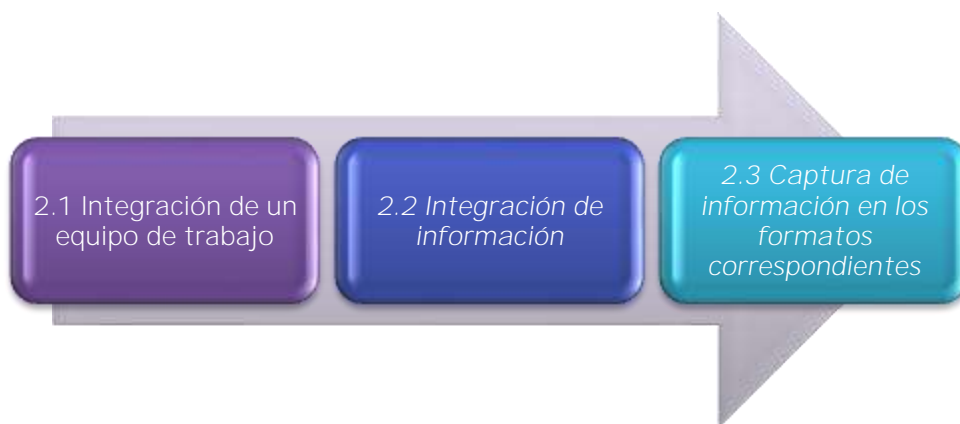 2.1 Integración de un
equipo de trabajo
2.2 Integración de
información
2.3 Captura de
información en los
formatos
correspondientes